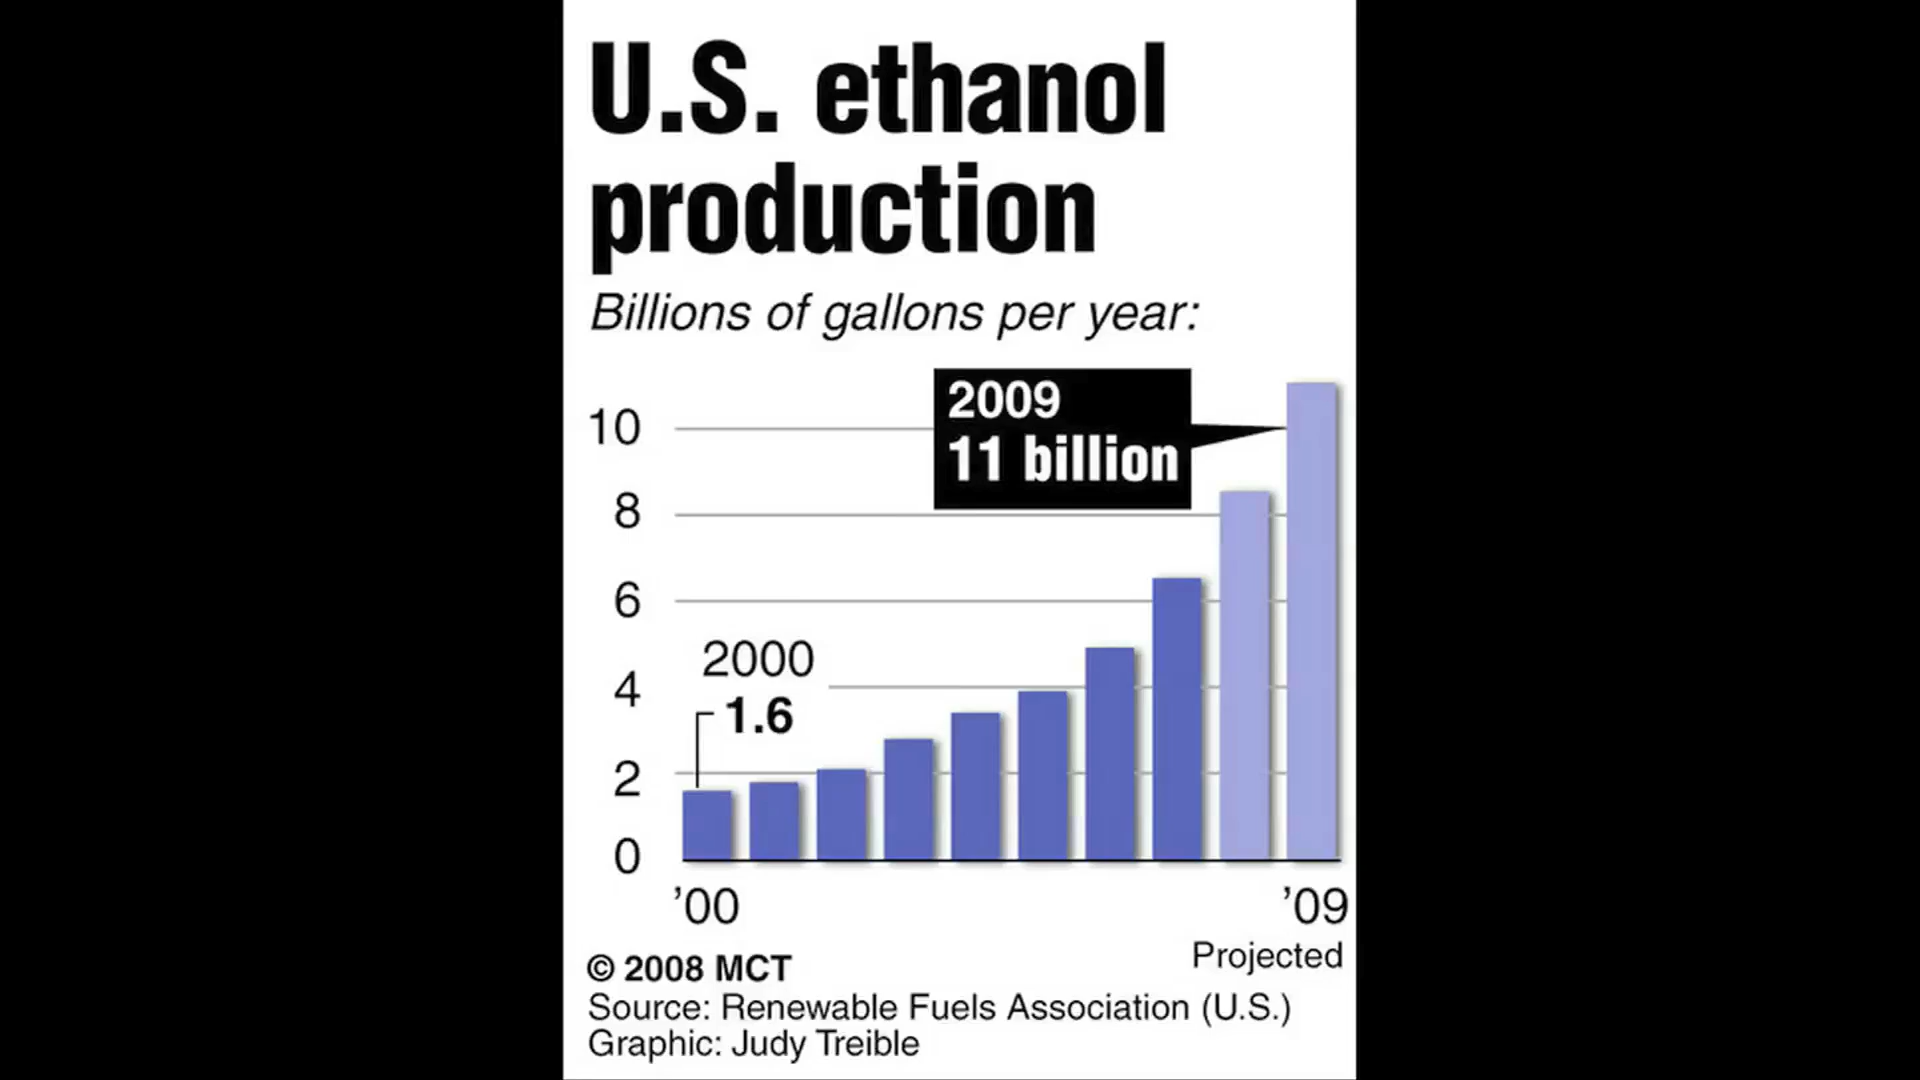 U.S. ethanol
production
Billions of gallons per year:
2009
11 billion
10
8
6
2000
4
1.6
2
0
’00
’09
Projected
© 2008 MCT
Source: Renewable Fuels Association (U.S.)
Graphic: Judy Treible